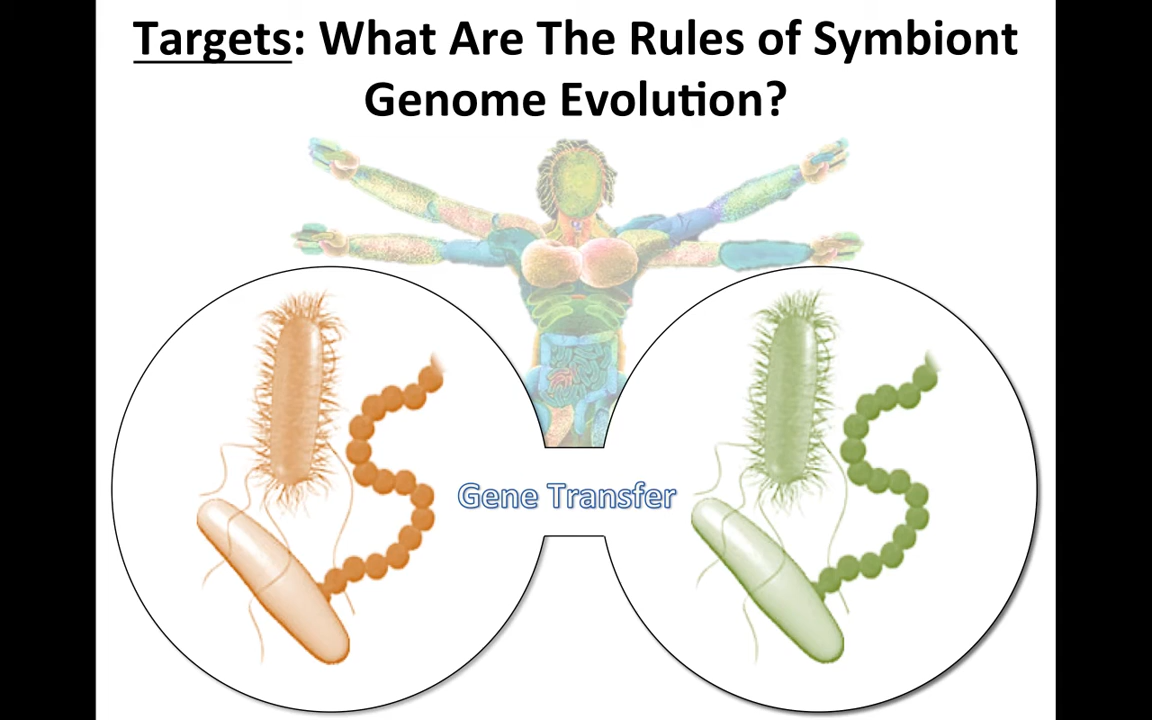 Targets: What Are The Rules of Symbiont
Genome Evolution?
Gene Transfer